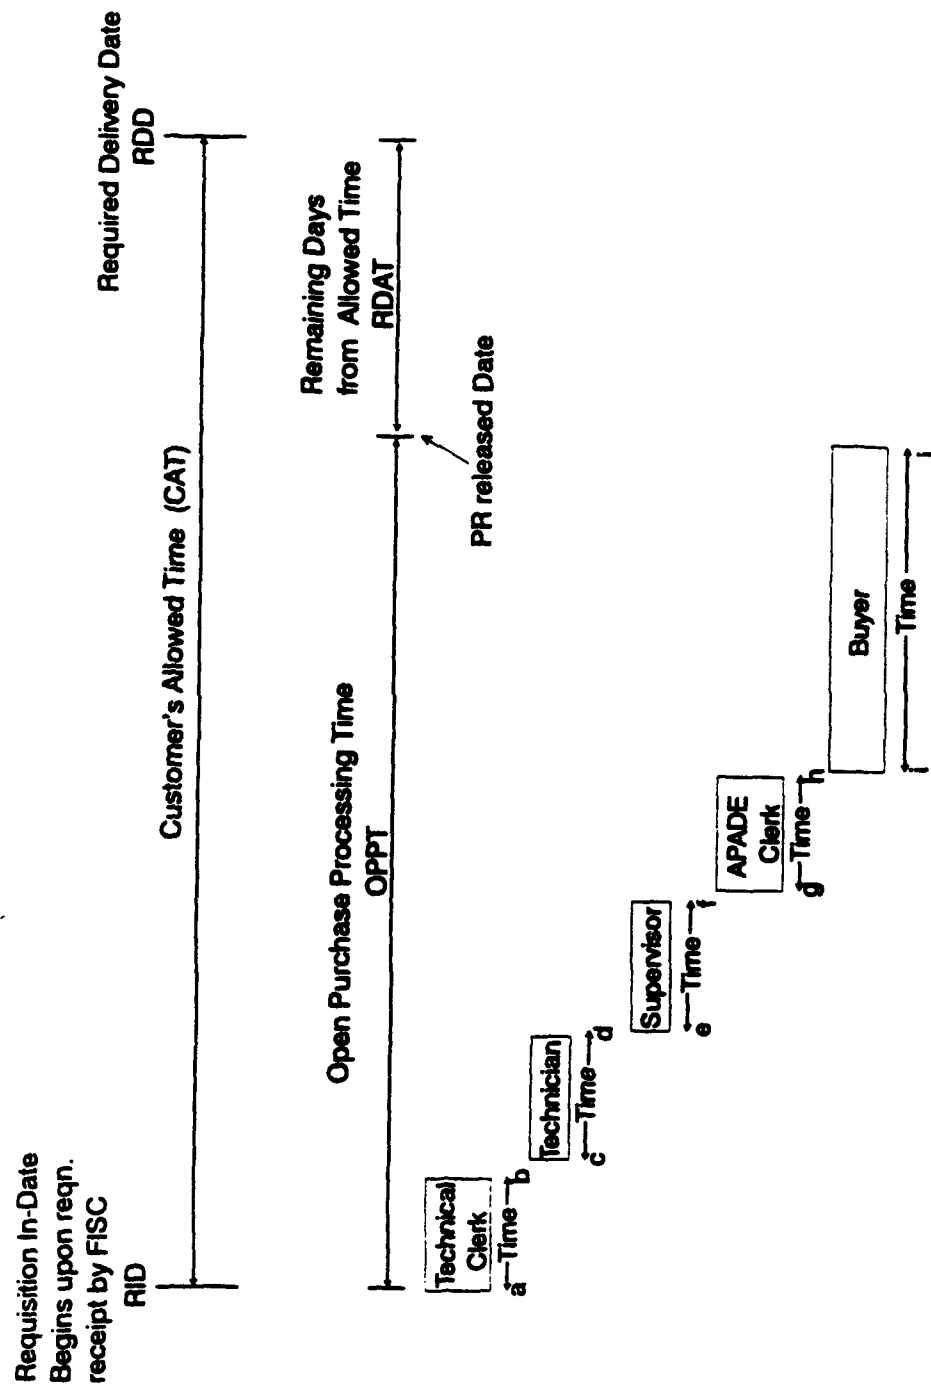 Requisition In-Date
Begins upon reqn.
receipt by FISC
RID
Required Delivery Date
RDD
Customer's Allowed Time (CAT)
Open Purchase Processing Time
OPPT
Remaining Days
from Allowed Time
RDAT
PR released Date
Technical
Clerk
a
Time
b
Technician
c
Time
d
Supervisor
e
Time
f
APADE
Clerk
g
Time
h
Buyer
i
Time